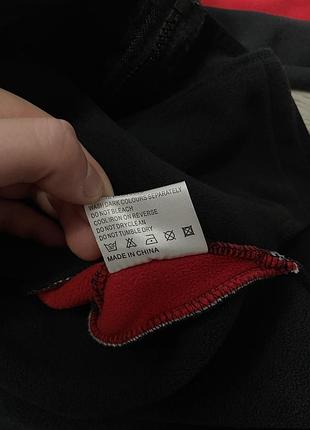 WASH DARK COLOURS SEPARATELY
DO NOT BLEACH
COOL IRON ON REVERSE
DO NOT DRYCLEAN
DO NOT TUMBLE DRY
MADE IN CHINA